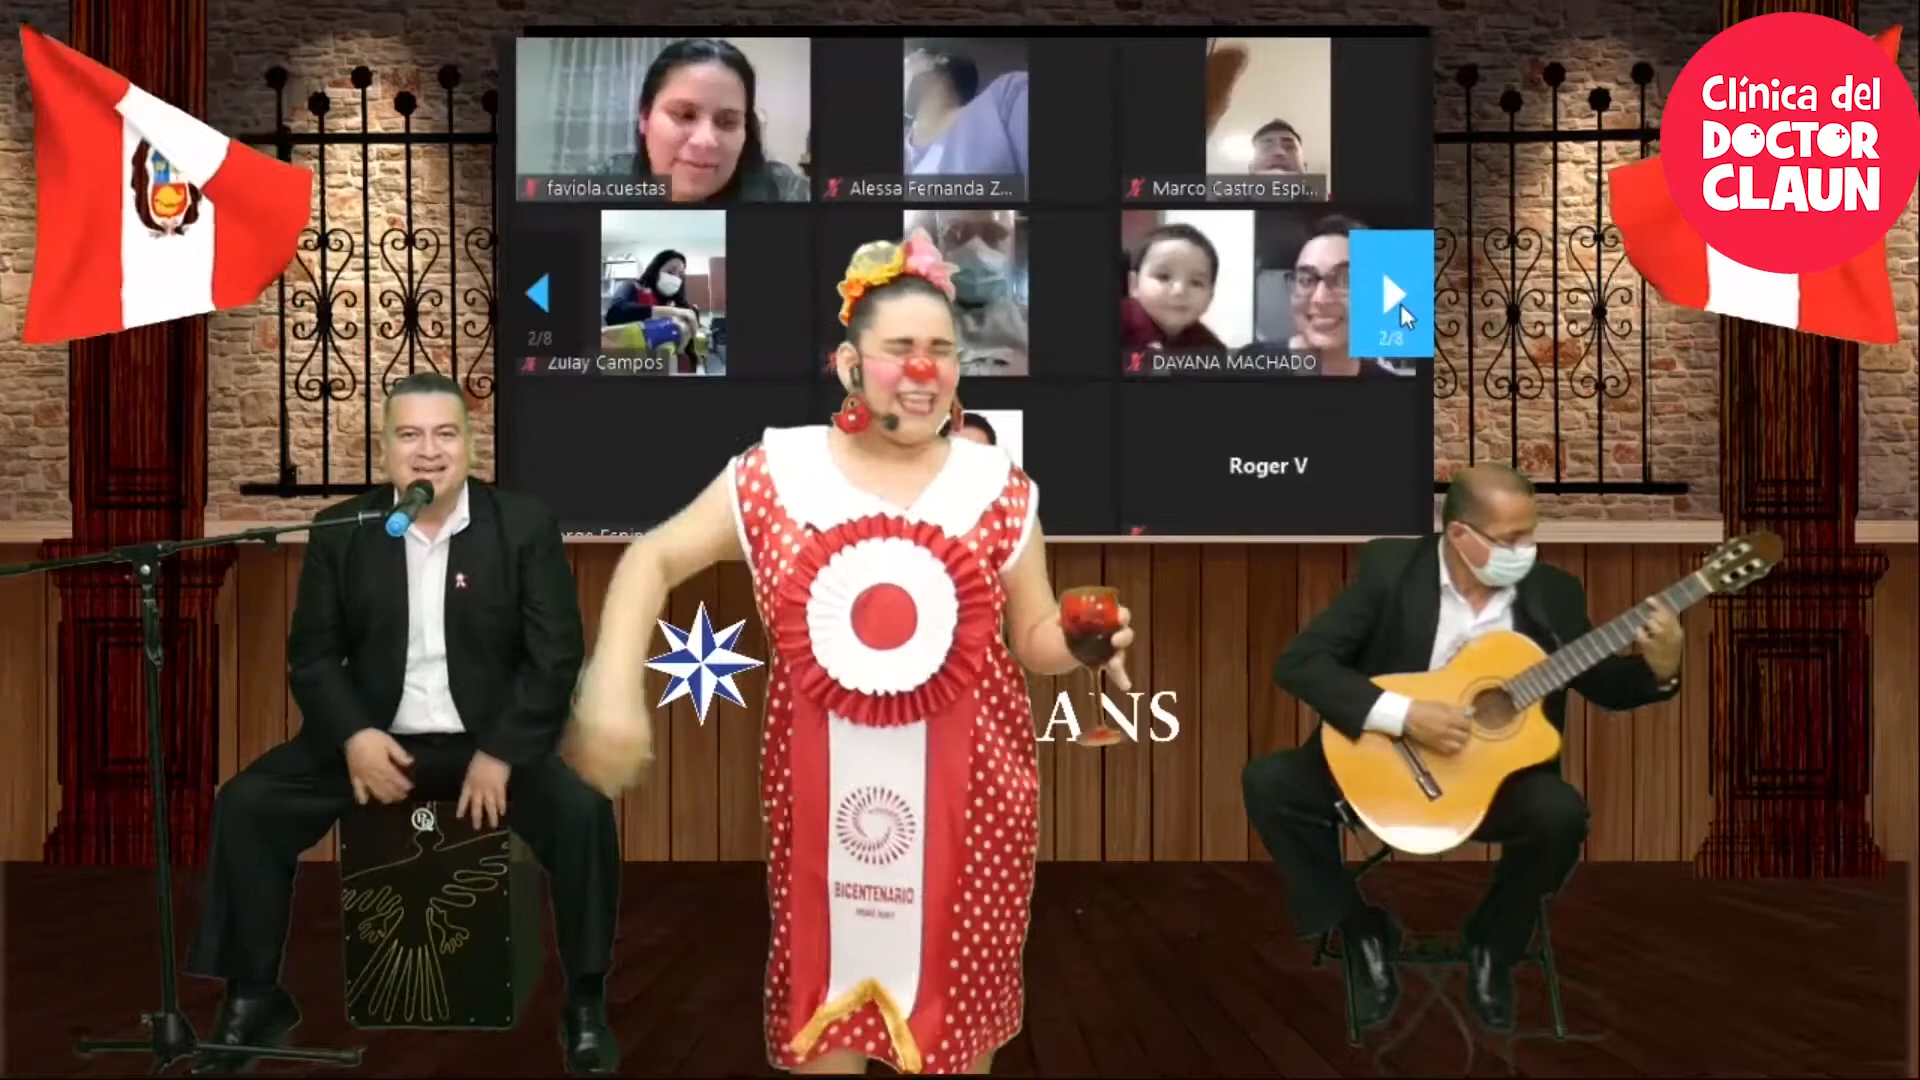 Clínica del
DOCTOR
CLAUN
faviola.cuestas
Alessa Fernanda Z...
Marco Castro Espi...
2/8
2/8
Zulay Campos
DAYANA MACHADO
Roger V
ANS
BICENTENARIO